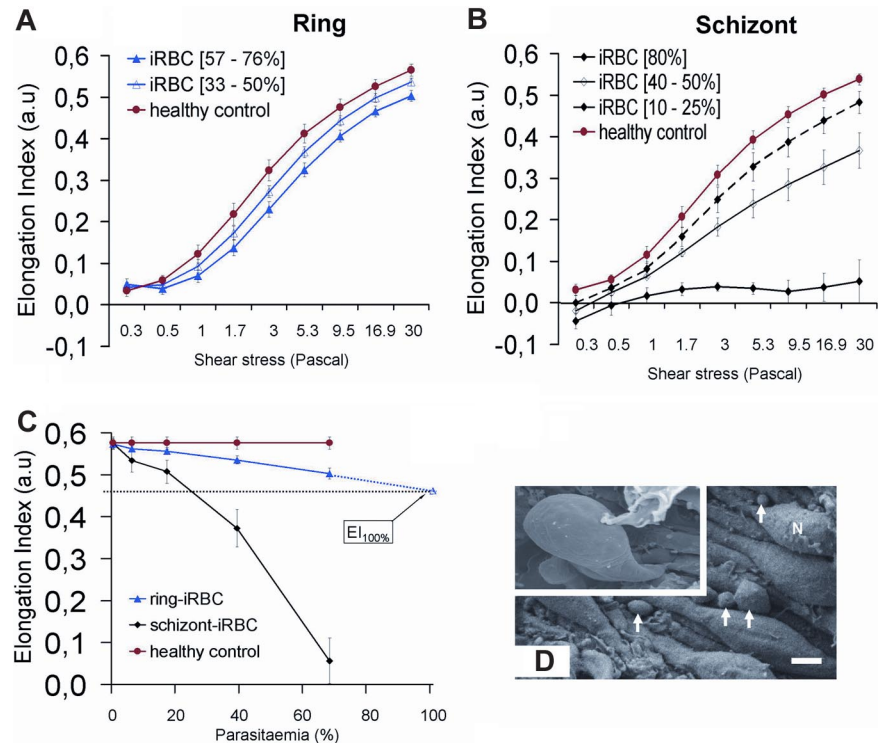 A
Ring
0,6
0,5
0,4
0,3
0,2
0,1
0,0
-0,1
Elongation Index (a.u)
iRBC [57 - 76%]
iRBC [33 - 50%]
healthy control
0.3 0.5 1 1.7 3 5.3 9.5 16.9 30
Shear stress (Pascal)
B
Schizont
0,6
0,5
0,4
0,3
0,2
0,1
0,0
-0,1
Elongation Index (a.u)
iRBC [80%]
iRBC [40 - 50%]
iRBC [10 - 25%]
healthy control
0.3 0.5 1 1.7 3 5.3 9.5 16.9 30
Shear stress (Pascal)
C
0,6
0,5
0,4
0,3
0,2
0,1
0,0
Elongation Index (a.u)
EI100%
ring-iRBC
schizont-iRBC
healthy control
0 20 40 60 80 100
Parasitaemia (%)
N
D